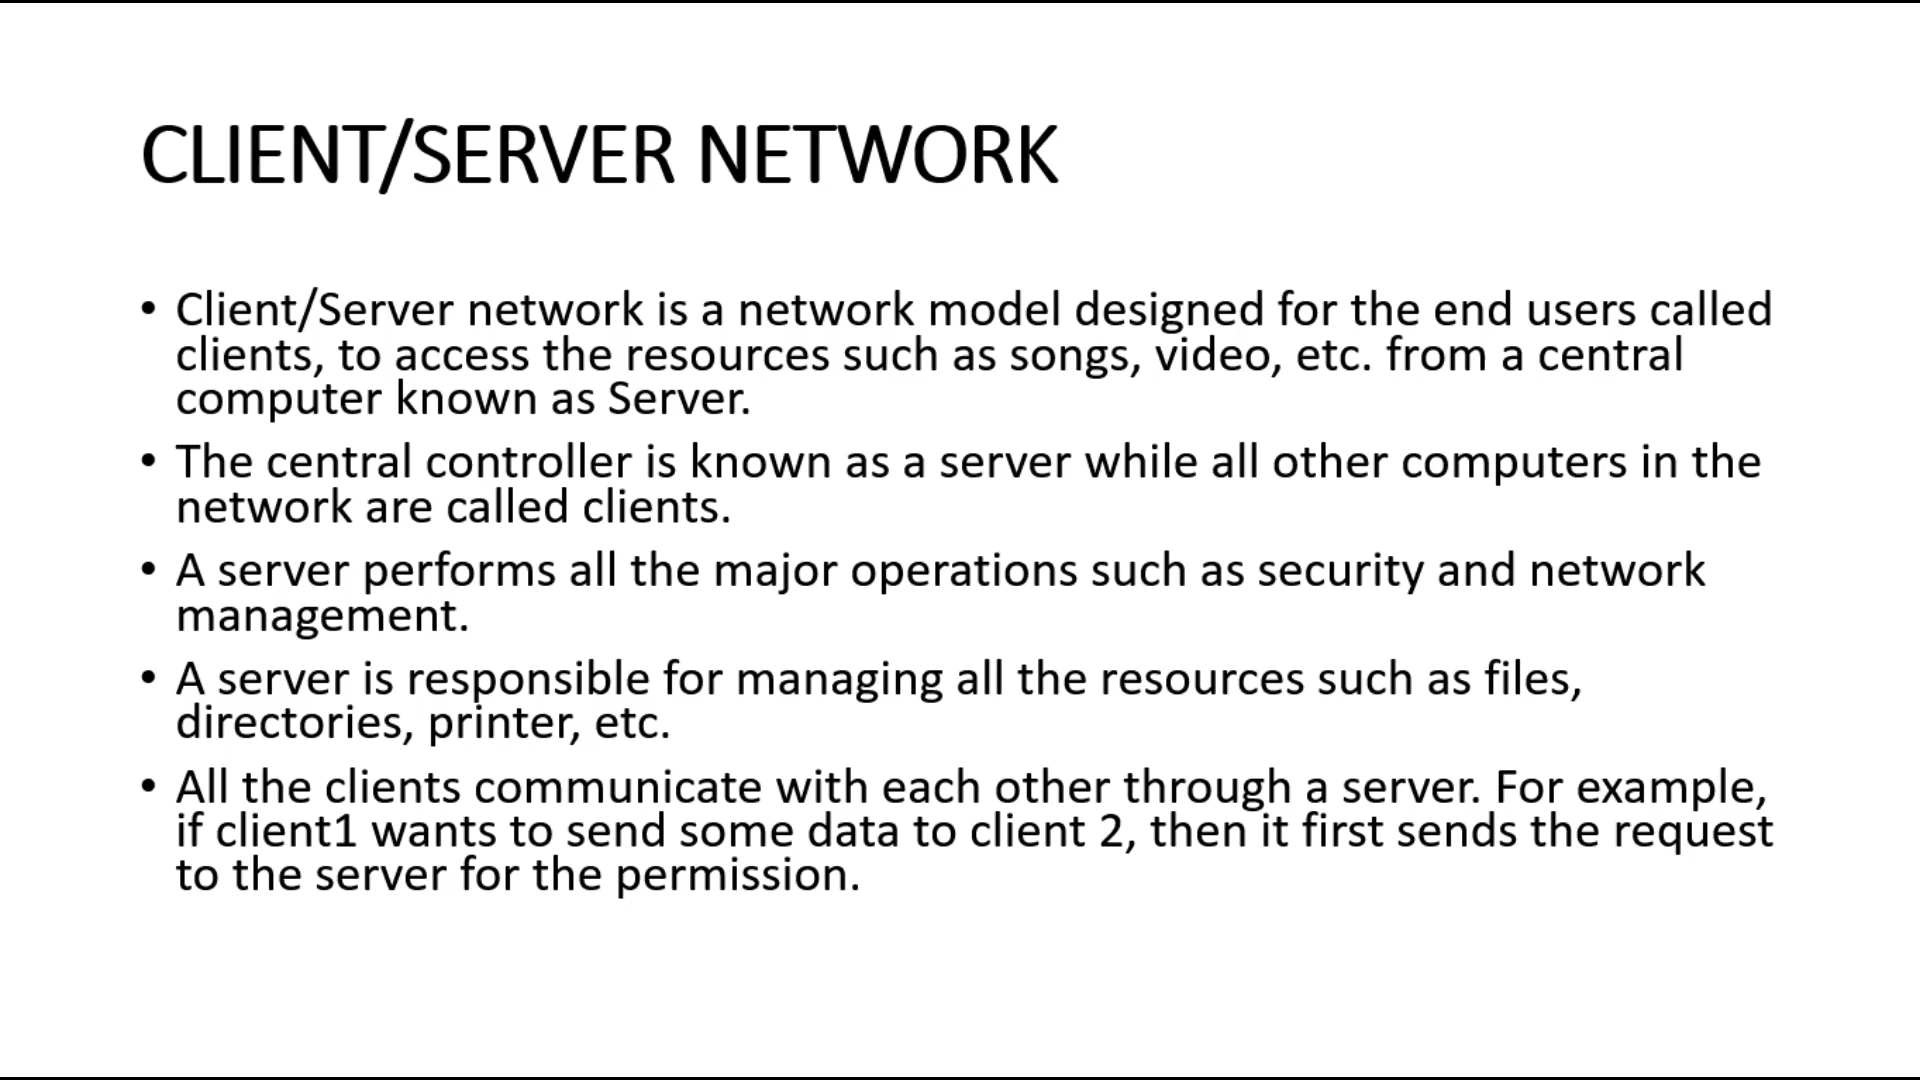 CLIENT/SERVER NETWORK
• Client/Server network is a network model designed for the end users called
clients, to access the resources such as songs, video, etc. from a central
computer known as Server.
• The central controller is known as a server while all other computers in the
network are called clients.
• A server performs all the major operations such as security and network
management.
• A server is responsible for managing all the resources such as files,
directories, printer, etc.
• All the clients communicate with each other through a server. For example,
if client1 wants to send some data to client 2, then it first sends the request
to the server for the permission.